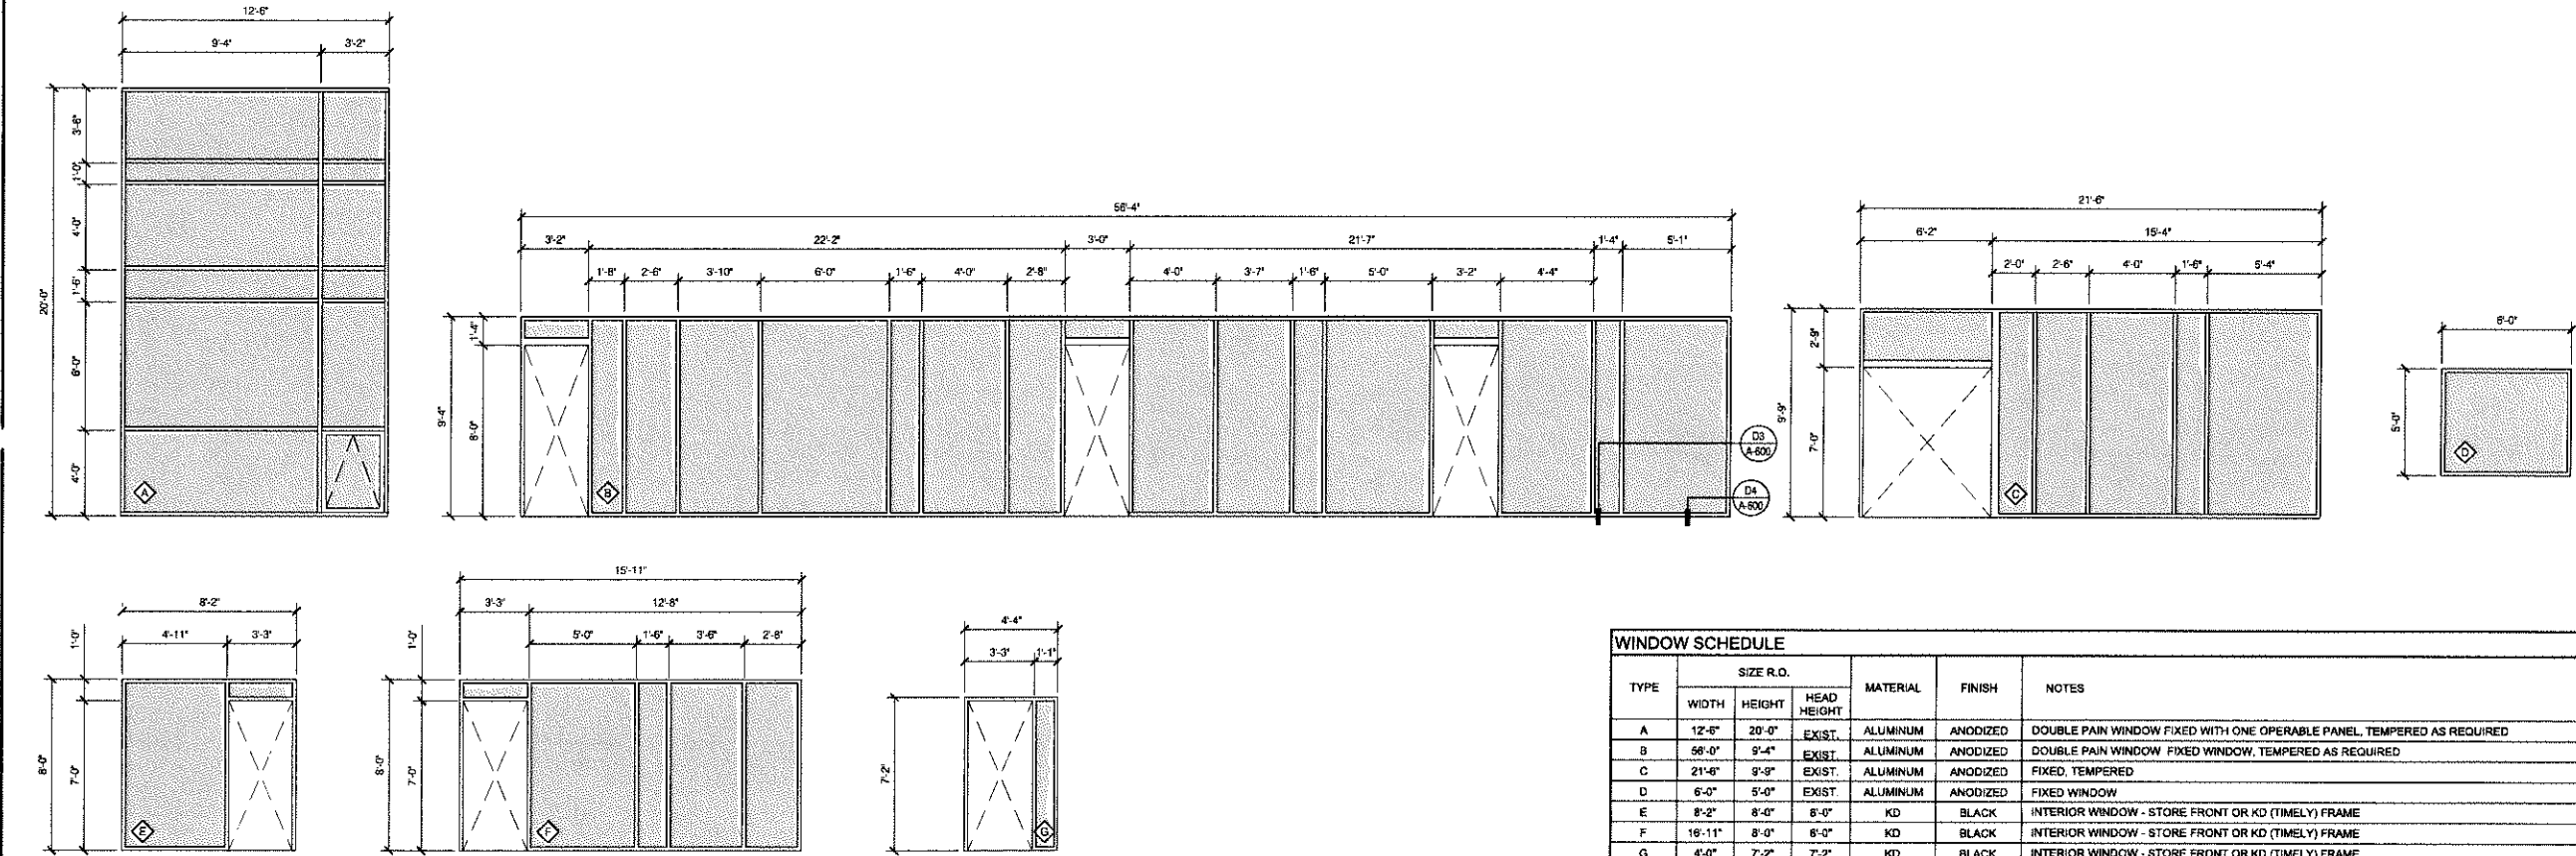 12'-6"
9'-4" 3'-2"
20'-0"
3'-6"
1'-0"
4'-0"
1'-6"
6'-0"
4'-0"
A
56'-4"
3'-2" 22'-2" 3'-0" 21'-7" 1'-4" 5'-1"
1'-8" 2'-6" 3'-10" 6'-0" 1'-6" 4'-0" 2'-8" 4'-0" 3'-7" 1'-6" 5'-0" 3'-2" 4'-4"
9'-4"
1'-4"
8'-0"
B
D3
A-600
D4
A-600
21'-6"
6'-2" 15'-4"
2'-0" 2'-6" 4'-0" 1'-6" 5'-4"
9'-9"
2'-9"
7'-0"
C
6'-0"
5'-0"
D
8'-2"
4'-11" 3'-3"
1'-0"
8'-0"
7'-0"
E
15'-11"
3'-3" 12'-8"
5'-0" 1'-6" 3'-6" 2'-8"
1'-0"
8'-0"
7'-0"
F
4'-4"
3'-3" 1'-1"
7'-2"
G
WINDOW SCHEDULE
TYPE SIZE R.O. MATERIAL FINISH NOTES
WIDTH HEIGHT HEAD HEIGHT
A 12'-6" 20'-0" EXIST. ALUMINUM ANODIZED DOUBLE PAIN WINDOW FIXED WITH ONE OPERABLE PANEL, TEMPERED AS REQUIRED
B 56'-0" 9'-4" EXIST. ALUMINUM ANODIZED DOUBLE PAIN WINDOW FIXED WINDOW, TEMPERED AS REQUIRED
C 21'-6" 9'-9" EXIST. ALUMINUM ANODIZED FIXED, TEMPERED
D 6'-0" 5'-0" EXIST. ALUMINUM ANODIZED FIXED WINDOW
E 8'-2" 8'-0" 8'-0" KD BLACK INTERIOR WINDOW - STORE FRONT OR KD (TIMELY) FRAME
F 16'-11" 8'-0" 8'-0" KD BLACK INTERIOR WINDOW - STORE FRONT OR KD (TIMELY) FRAME
G 4'-0" 7'-2" 7'-2" KD BLACK INTERIOR WINDOW - STORE FRONT OR KD (TIMELY) FRAME